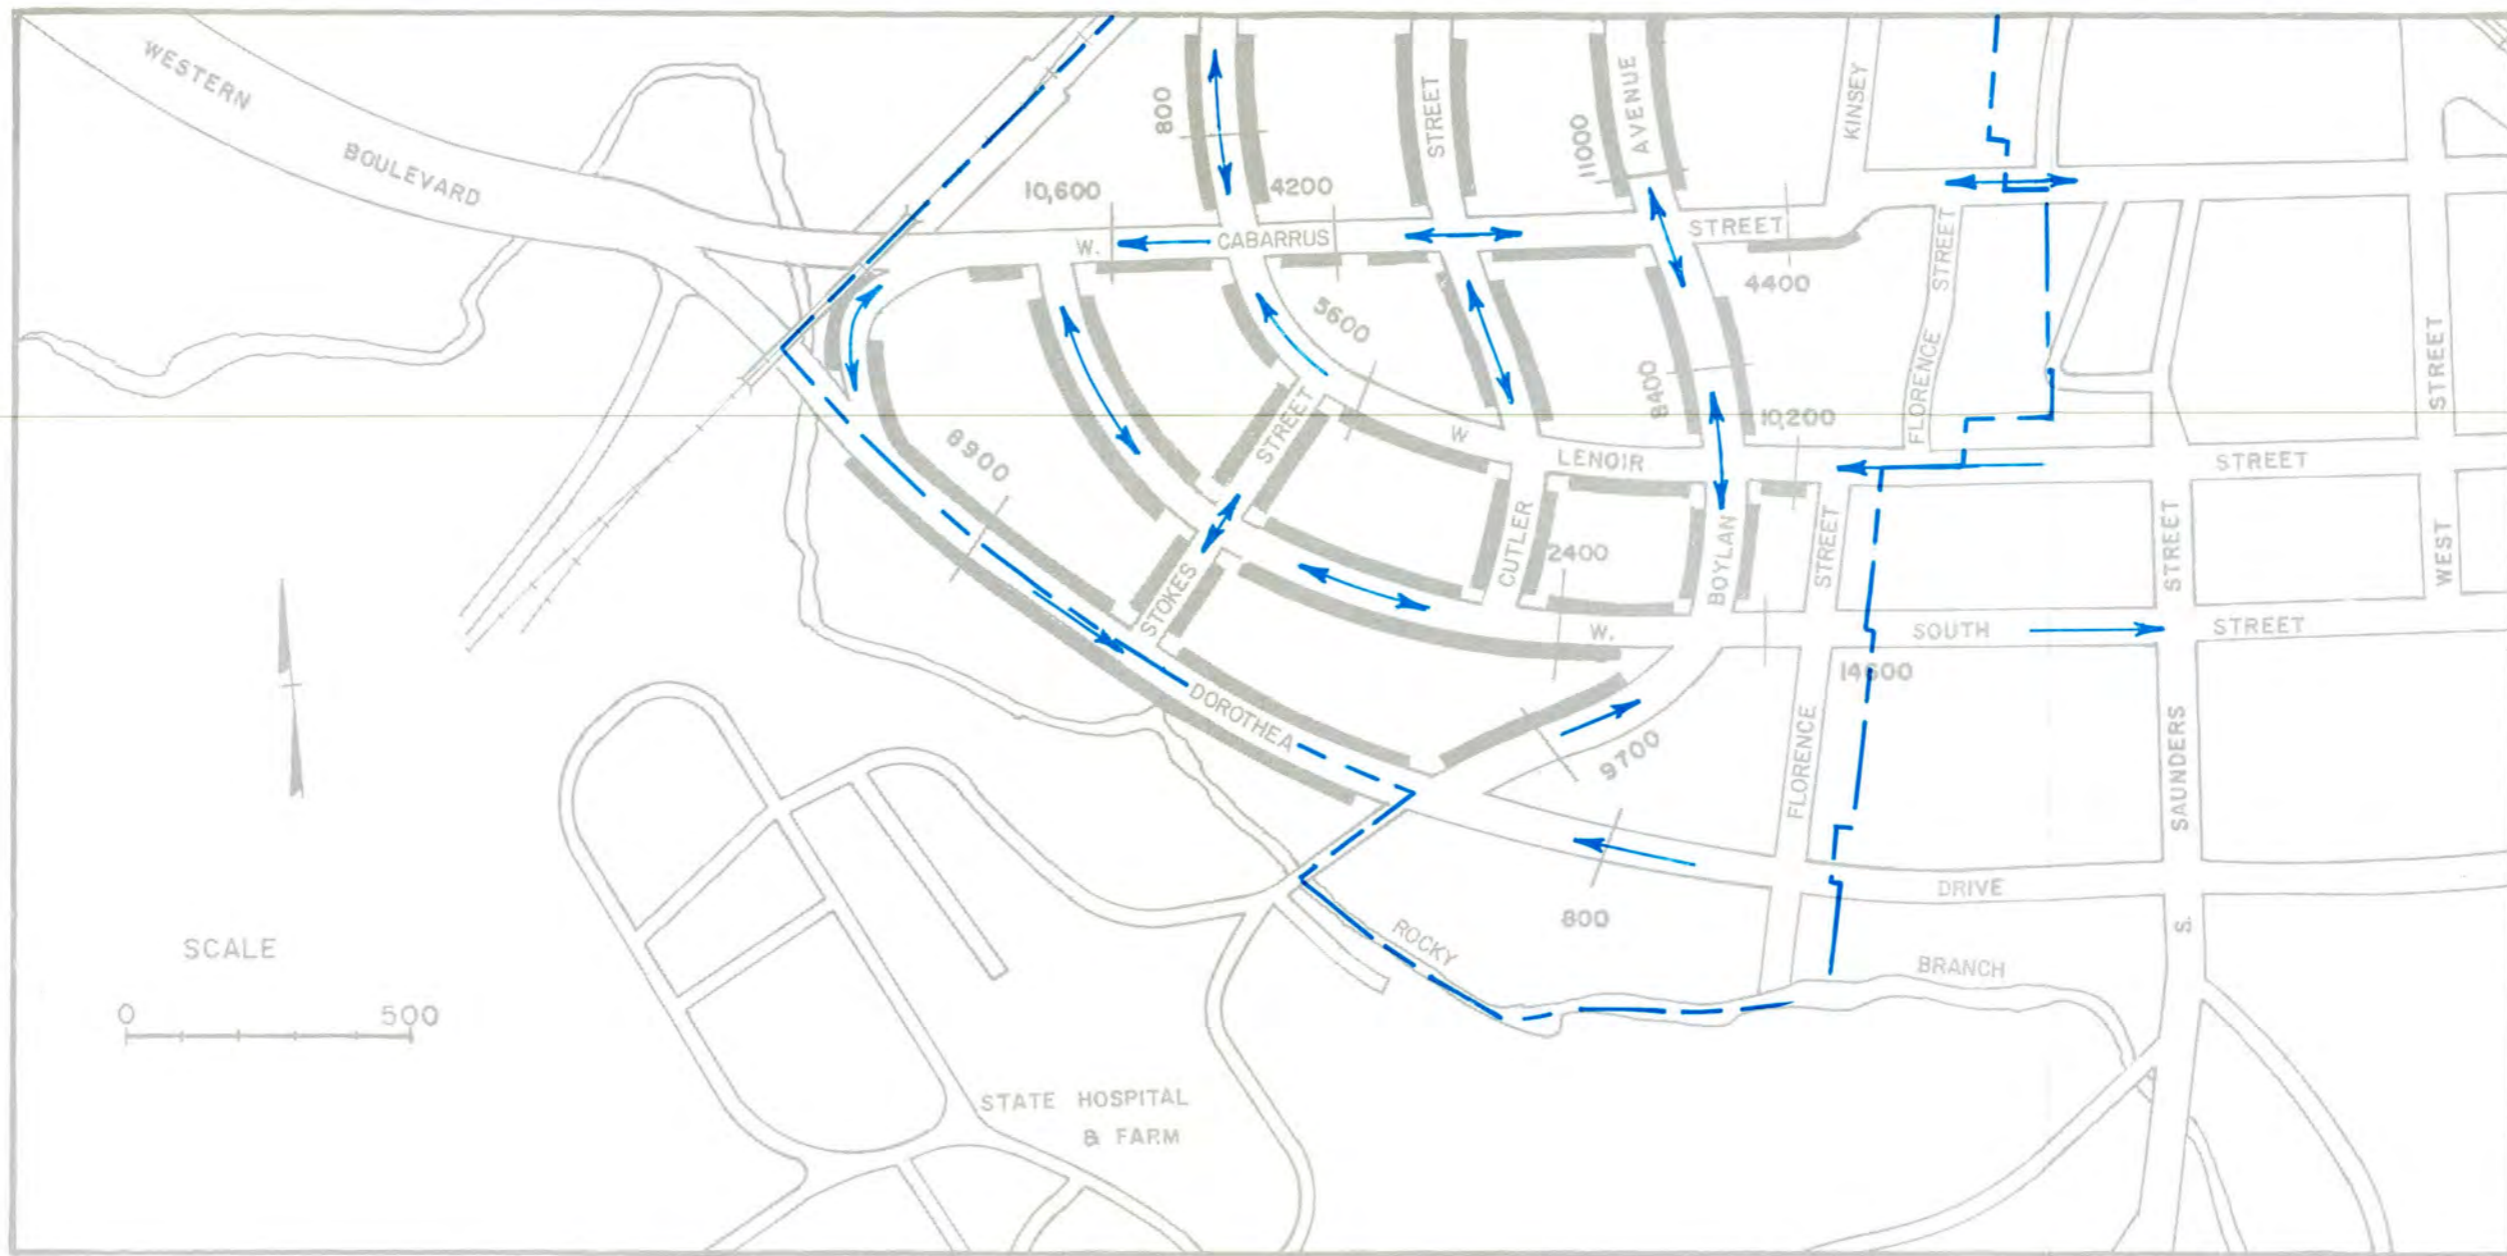 WESTERN
BOULEVARD
800
STREET
11000
AVENUE
KINSEY
10,600
4200
W. CABARRUS
STREET
4400
FLORENCE STREET
STREET
5600
8400
10,200
8900
STREET
W. LENOIR
STREET
CUTLER
2400
BOYLAN
STREET
STREET
WEST
STOKES
W.
SOUTH
STREET
14600
DOROTHEA
9700
FLORENCE
SAUNDERS
S.
DRIVE
800
ROCKY
BRANCH
SCALE
0 500
STATE HOSPITAL
& FARM